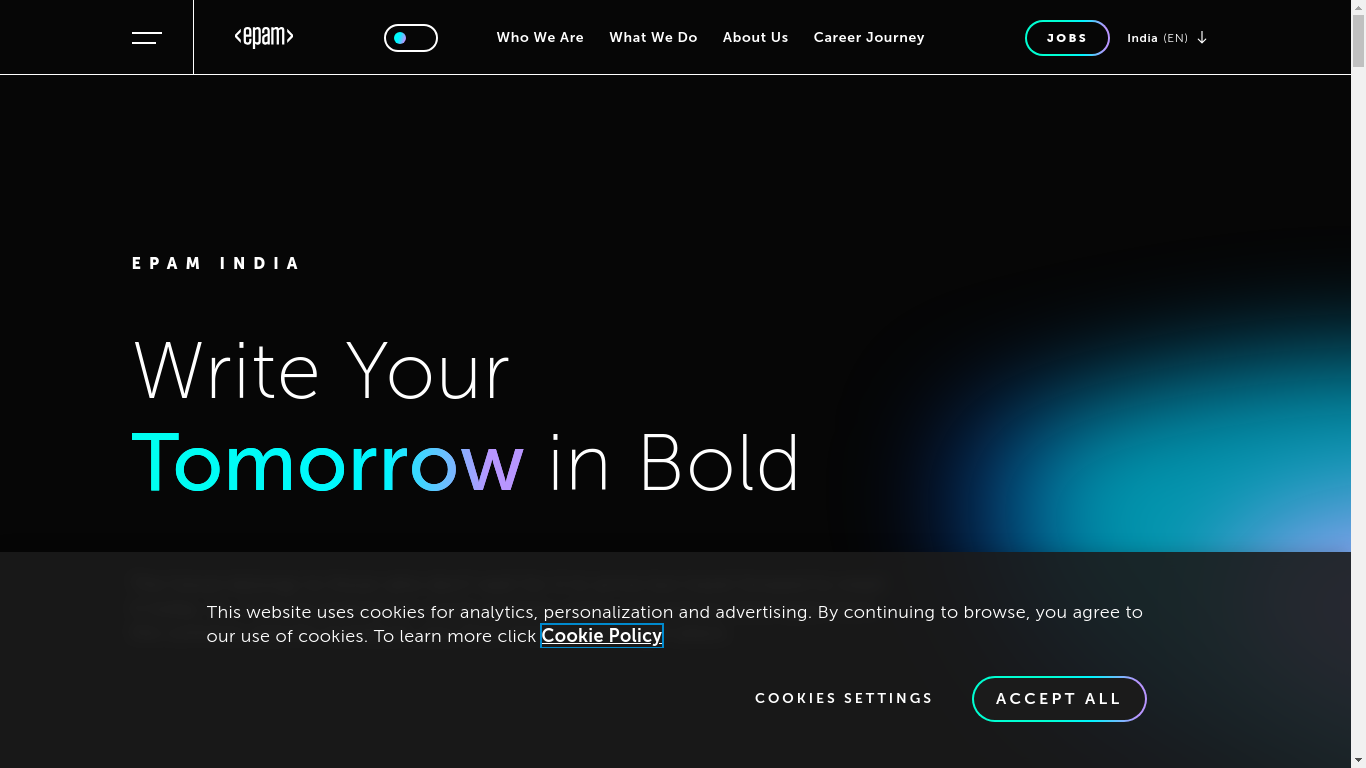 <epam>
Who We Are
What We Do
About Us
Career Journey
JOBS
India (EN)
EPAM INDIA
Write Your
Tomorrow in Bold
This website uses cookies for analytics, personalization and advertising. By continuing to browse, you agree to
our use of cookies. To learn more click Cookie Policy
COOKIES SETTINGS
ACCEPT ALL